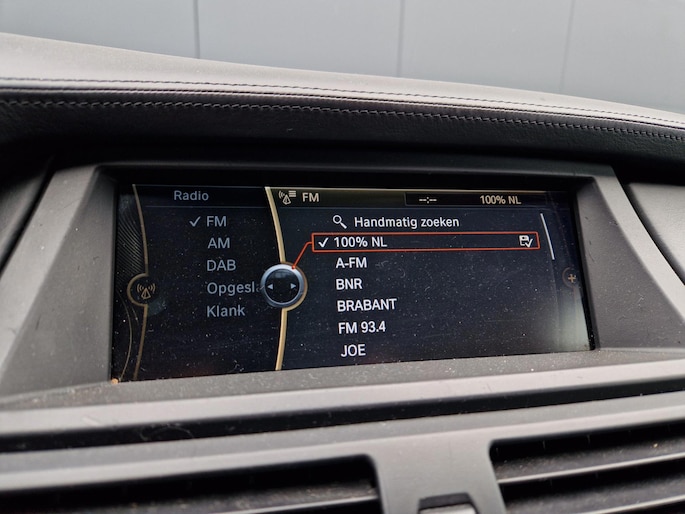 Radio
FM
--:--
100% NL
FM
AM
DAB
Opgesla
Klank
Handmatig zoeken
100% NL
A-FM
BNR
BRABANT
FM 93.4
JOE